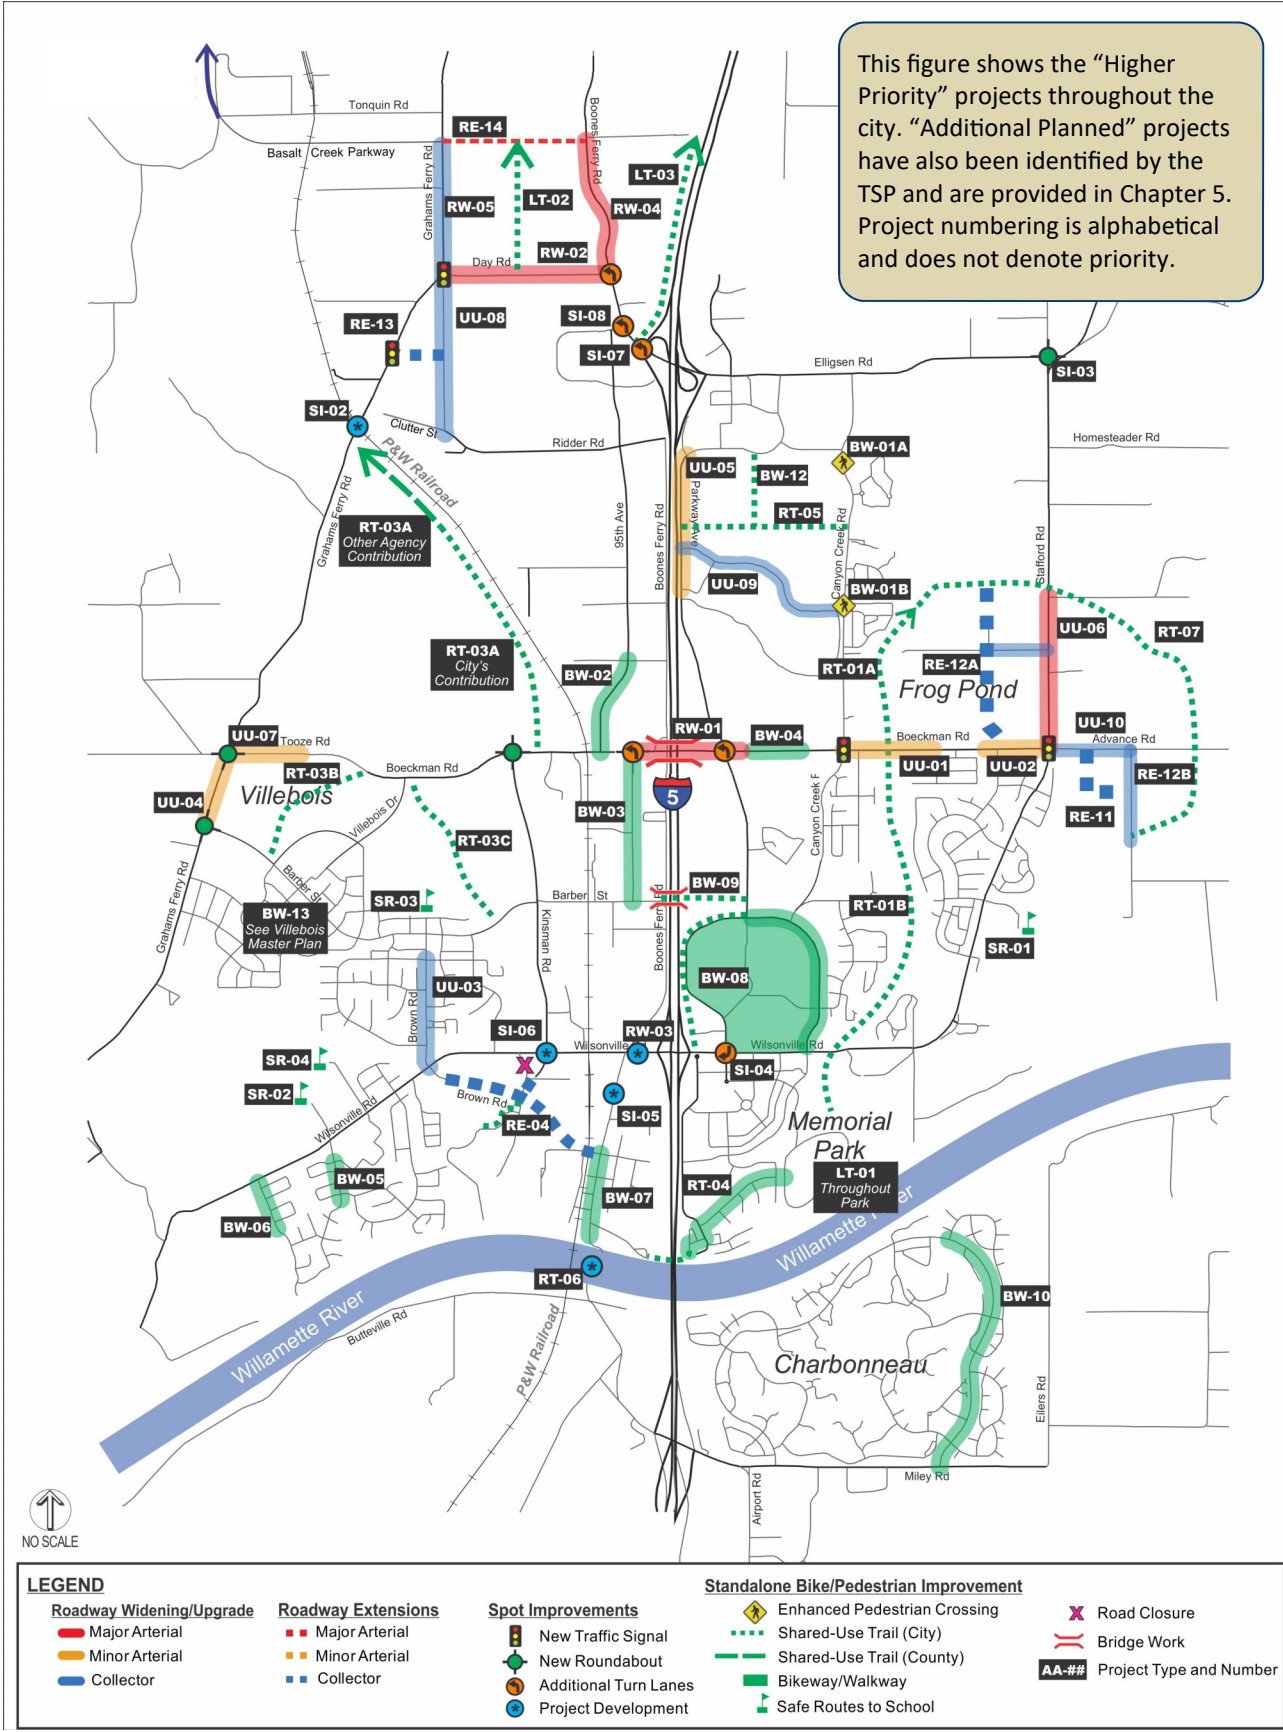 This figure shows the “Higher
Priority” projects throughout the
city. “Additional Planned” projects
have also been identified by the
TSP and are provided in Chapter 5.
Project numbering is alphabetical
and does not denote priority.
Tonquin Rd
Boones Ferry Rd
RE-14
Basalt Creek Parkway
Grahams Ferry Rd
LT-03
LT-02
RW-05
RW-04
RW-02
Day Rd
SI-08
UU-08
RE-13
SI-07
Elligsen Rd
SI-03
SI-02
Clutter St
Ridder Rd
Homesteader Rd
BW-01A
P&W Railroad
UU-05
BW-12
Parkway Ave
RT-05
95th Ave
Grahams Ferry Rd
RT-03A
Other Agency
Contribution
Boones Ferry Rd
Canyon Creek Rd
Stafford Rd
UU-09
BW-01B
UU-06
RT-07
RT-03A
City's
Contribution
BW-02
RT-01A
RE-12A
Frog Pond
UU-07
Tooze Rd
RW-01
BW-04
Boeckman Rd
UU-10
Advance Rd
RT-03B
Boeckman Rd
UU-01
UU-02
RE-12B
Villebois
UU-04
5
BW-03
RE-11
Villebois Dr
RT-03C
Canyon Creek F
Barber St
Grahams Ferry Rd
SR-03
Barber St
BW-09
BW-13
See Villebois
Master Plan
Kinsman Rd
Boones Ferry Rd
RT-01B
SR-01
UU-03
BW-08
Brown Rd
SI-06
RW-03
Wilsonville Rd
Wilsonville Rd
SR-04
X
SI-04
SR-02
Brown Rd
SI-05
Wilsonville Rd
RE-04
Memorial
Park
BW-05
RT-04
LT-01
Throughout
Park
BW-07
BW-06
Willamette River
RT-06
BW-10
Willamette River
Butteville Rd
P&W Railroad
Charbonneau
Eilers Rd
Miley Rd
Airport Rd
NO SCALE
LEGEND
Roadway Widening/Upgrade
Major Arterial
Minor Arterial
Collector
Roadway Extensions
Major Arterial
Minor Arterial
Collector
Spot Improvements
New Traffic Signal
New Roundabout
Additional Turn Lanes
Project Development
Standalone Bike/Pedestrian Improvement
Enhanced Pedestrian Crossing
Shared-Use Trail (City)
Shared-Use Trail (County)
Bikeway/Walkway
Safe Routes to School
X Road Closure
Bridge Work
AA-## Project Type and Number